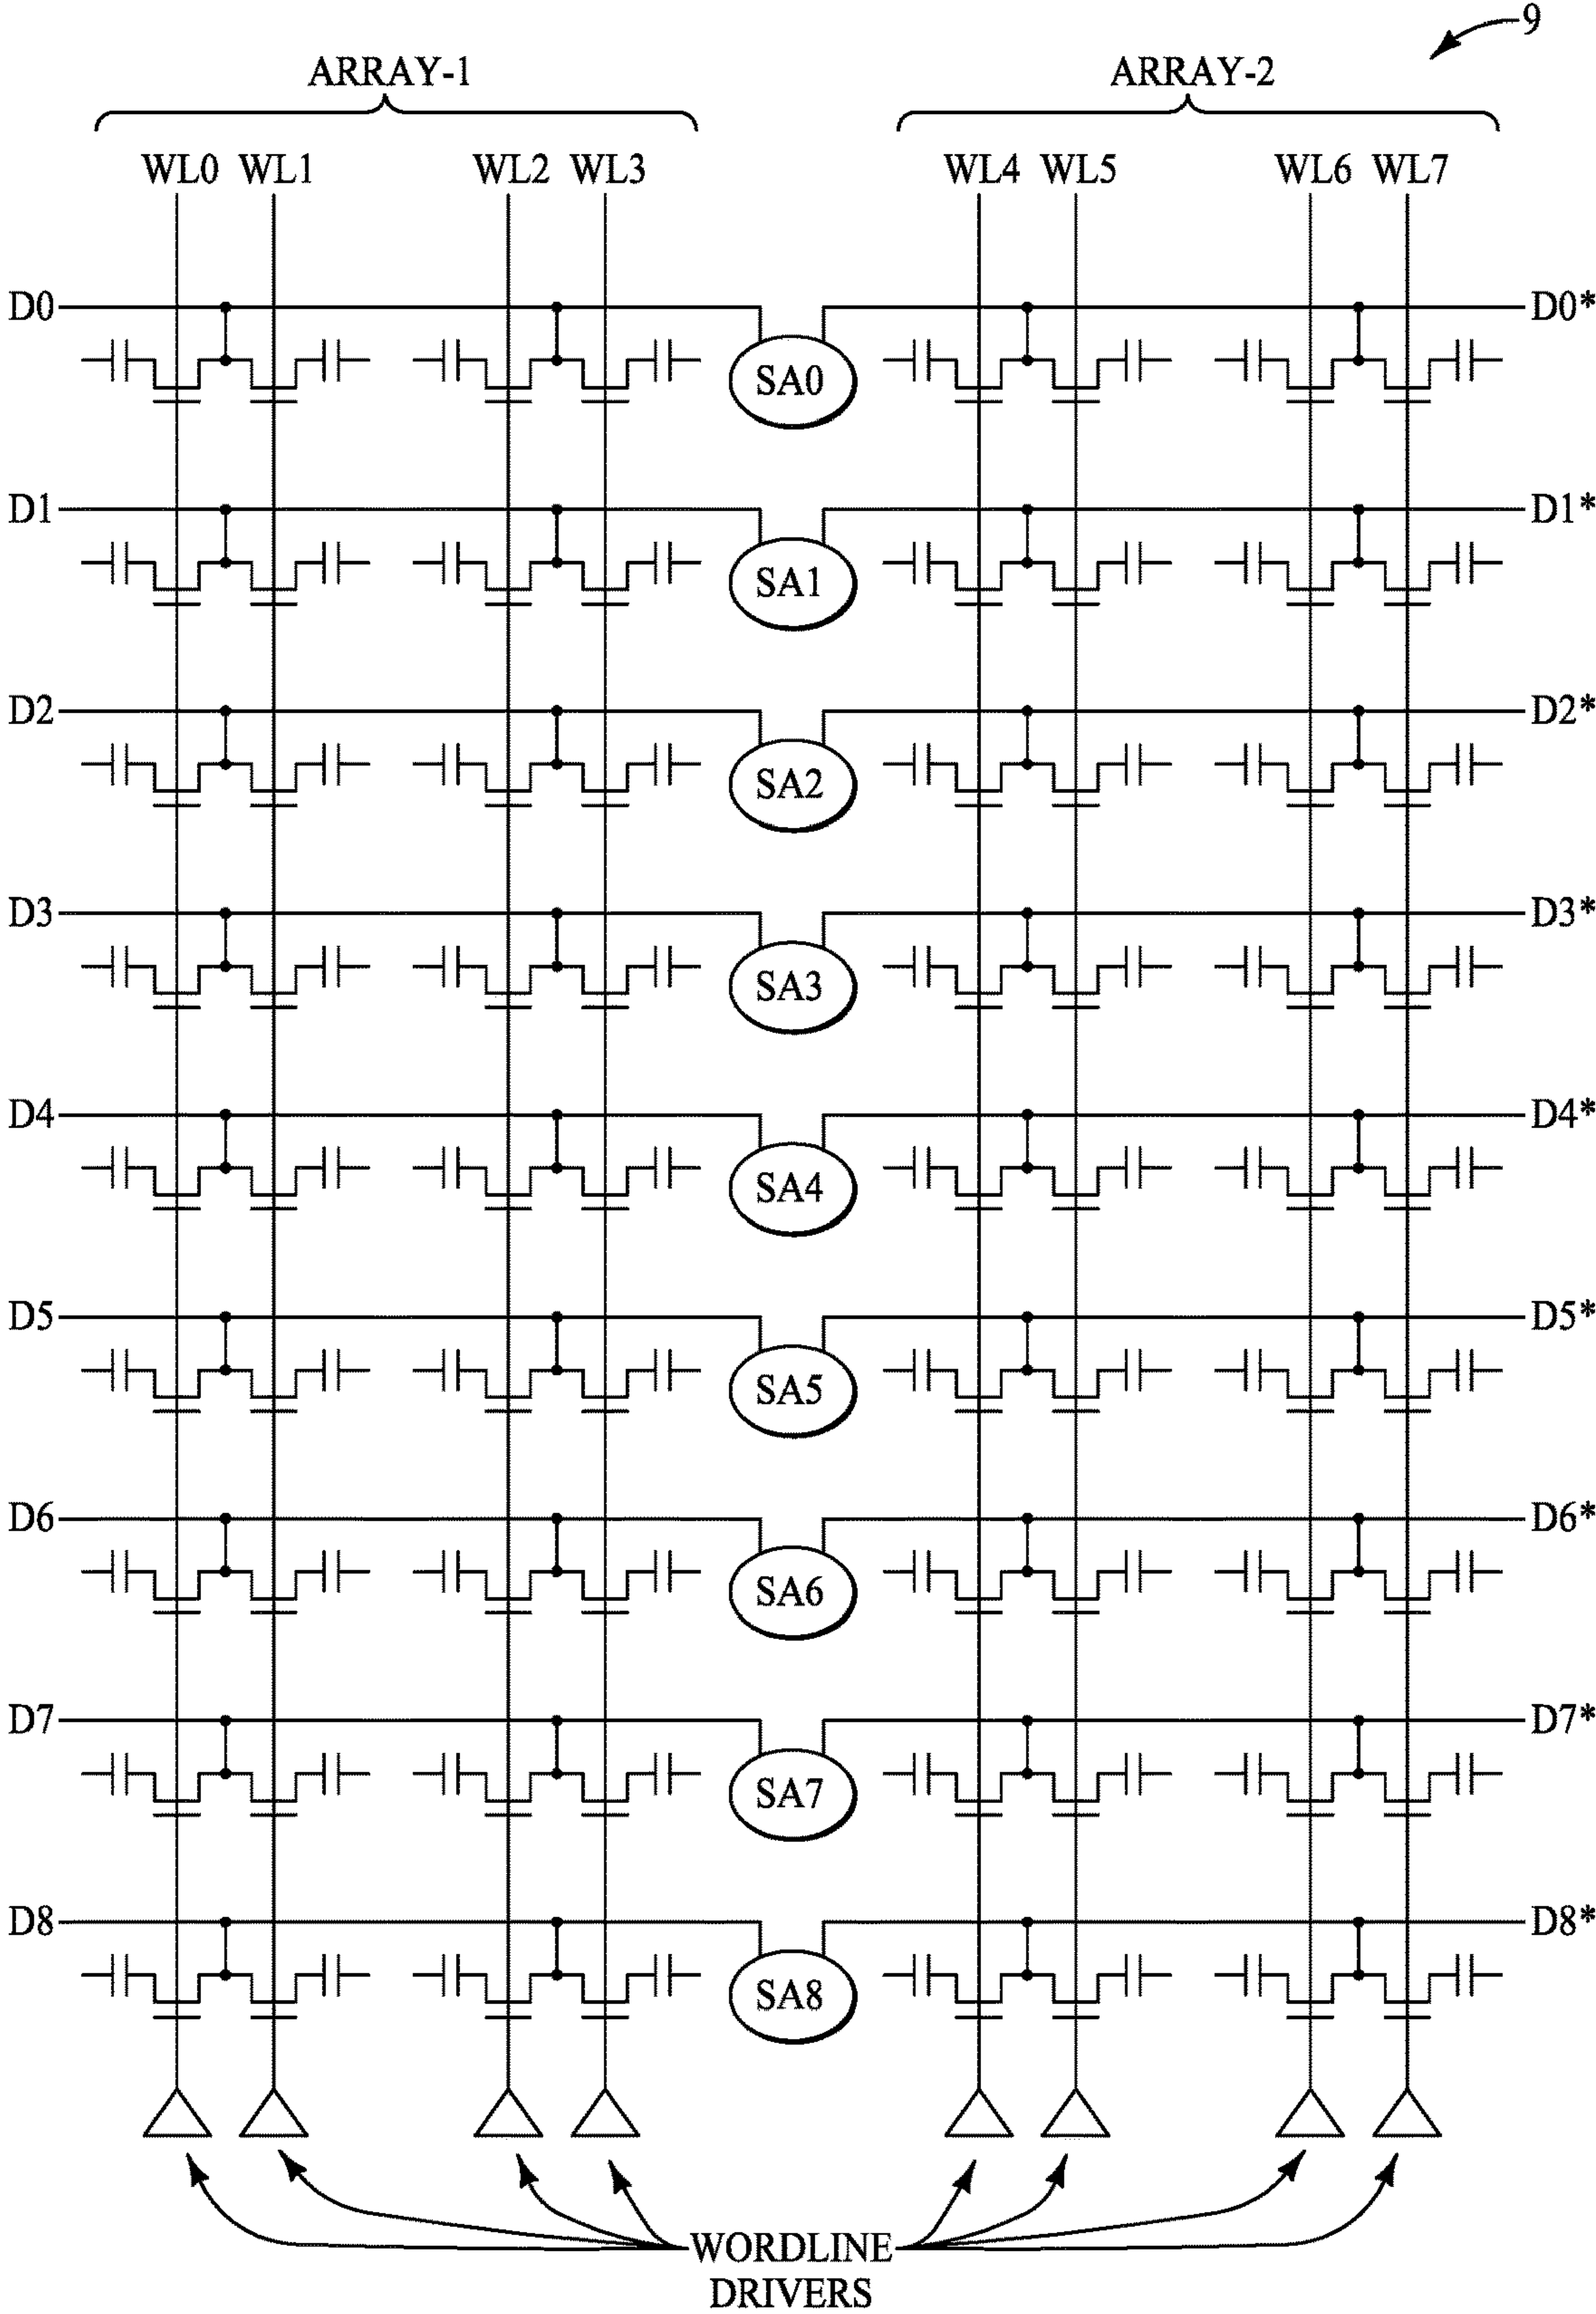 9
ARRAY-1 ARRAY-2
WL0 WL1 WL2 WL3 WL4 WL5 WL6 WL7
D0 D0*
SA0
D1 D1*
SA1
D2 D2*
SA2
D3 D3*
SA3
D4 D4*
SA4
D5 D5*
SA5
D6 D6*
SA6
D7 D7*
SA7
D8 D8*
SA8
WORDLINE
DRIVERS